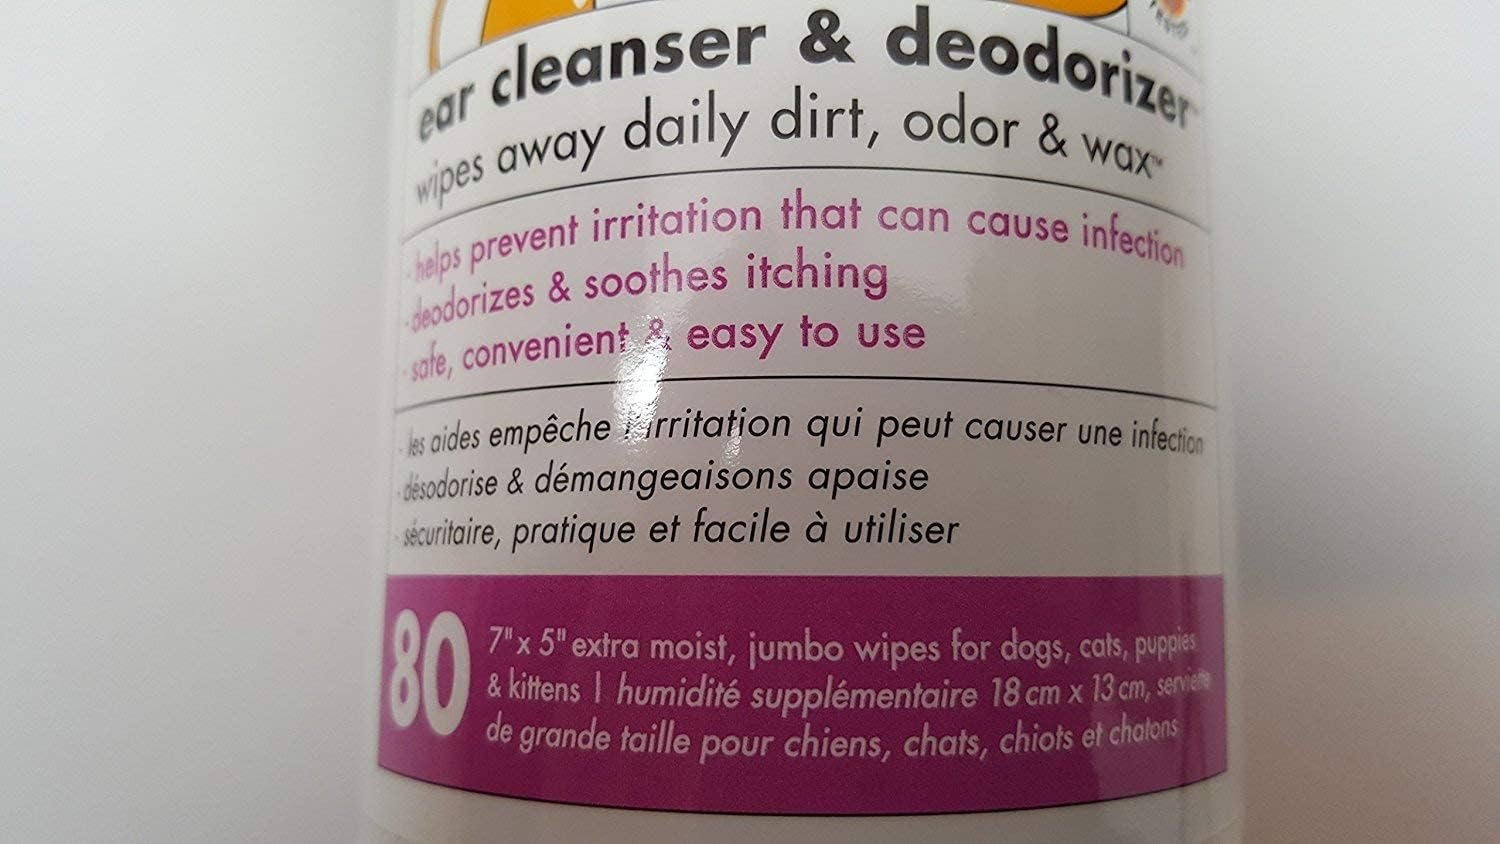 ear cleanser & deodorizer™
wipes away daily dirt, odor & wax™
· helps prevent irritation that can cause infection
· deodorizes & soothes itching
· safe, convenient & easy to use
· les aides empêche l'irritation qui peut causer une infection
· désodorise & démangeaisons apaise
· sécuritaire, pratique et facile à utiliser
80
7" x 5" extra moist, jumbo wipes for dogs, cats, puppies
& kittens | humidité supplémentaire 18 cm x 13 cm, serviette
de grande taille pour chiens, chats, chiots et chatons